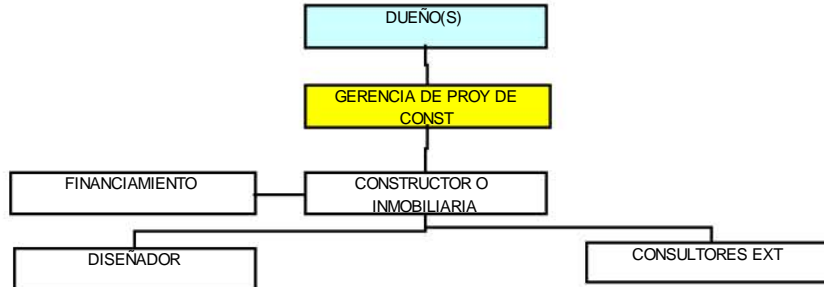 DUEÑO(S)
GERENCIA DE PROY DE
CONST
FINANCIAMIENTO
CONSTRUCTOR O
INMOBILIARIA
DISEÑADOR
CONSULTORES EXT